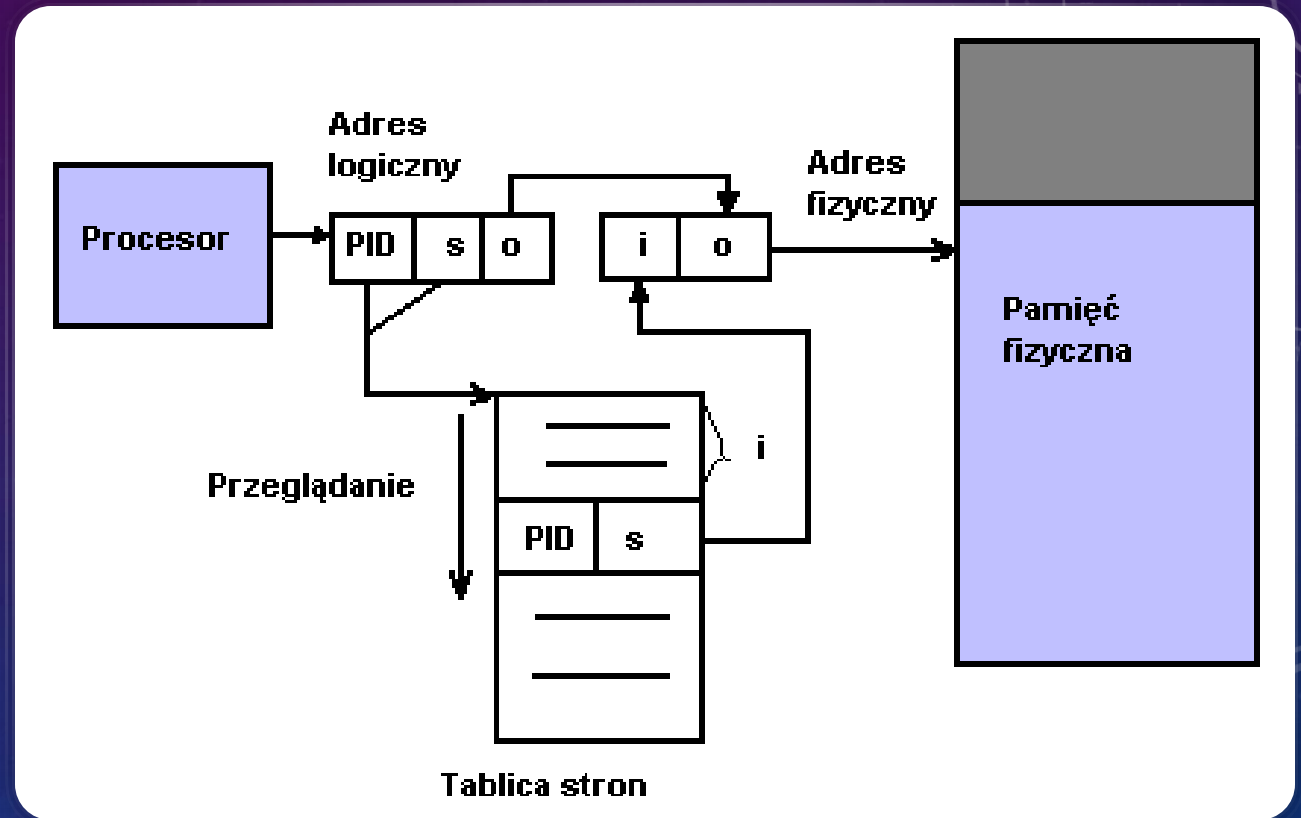 Adres
logiczny
Adres
fizyczny
Procesor
PID s o
i o
Pamięć
fizyczna
i
Przeglądanie
PID s
Tablica stron